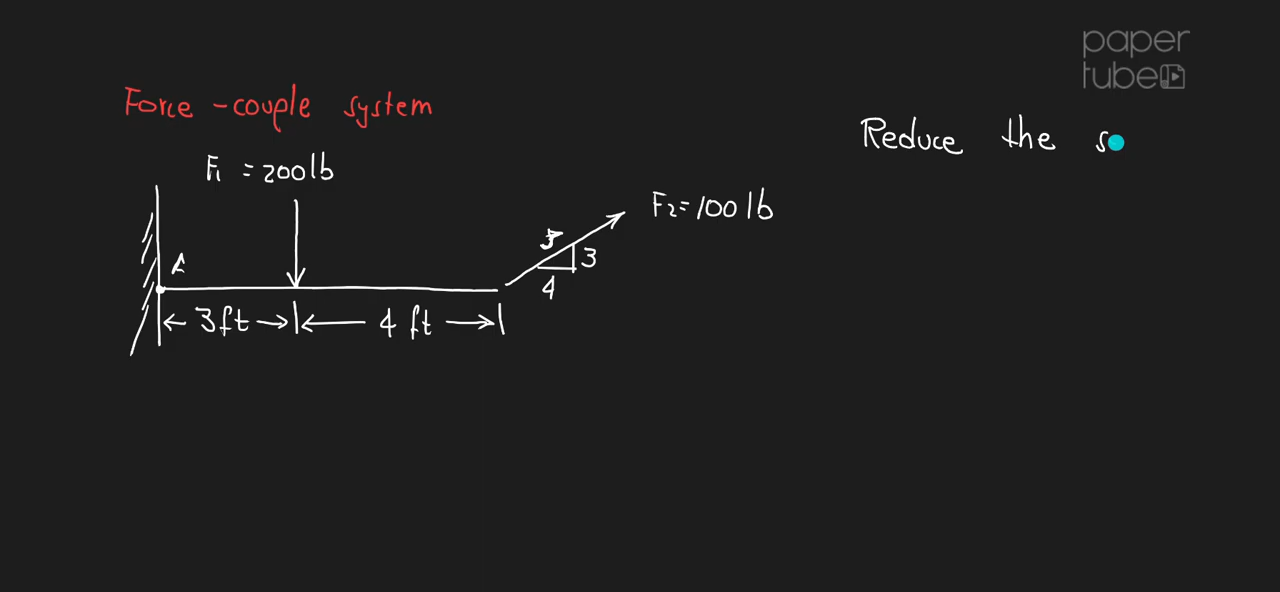 paper
tube
Force - couple system
Reduce the s
F1 = 200 lb
F2 = 100 lb
5
3
4
3 ft
4 ft